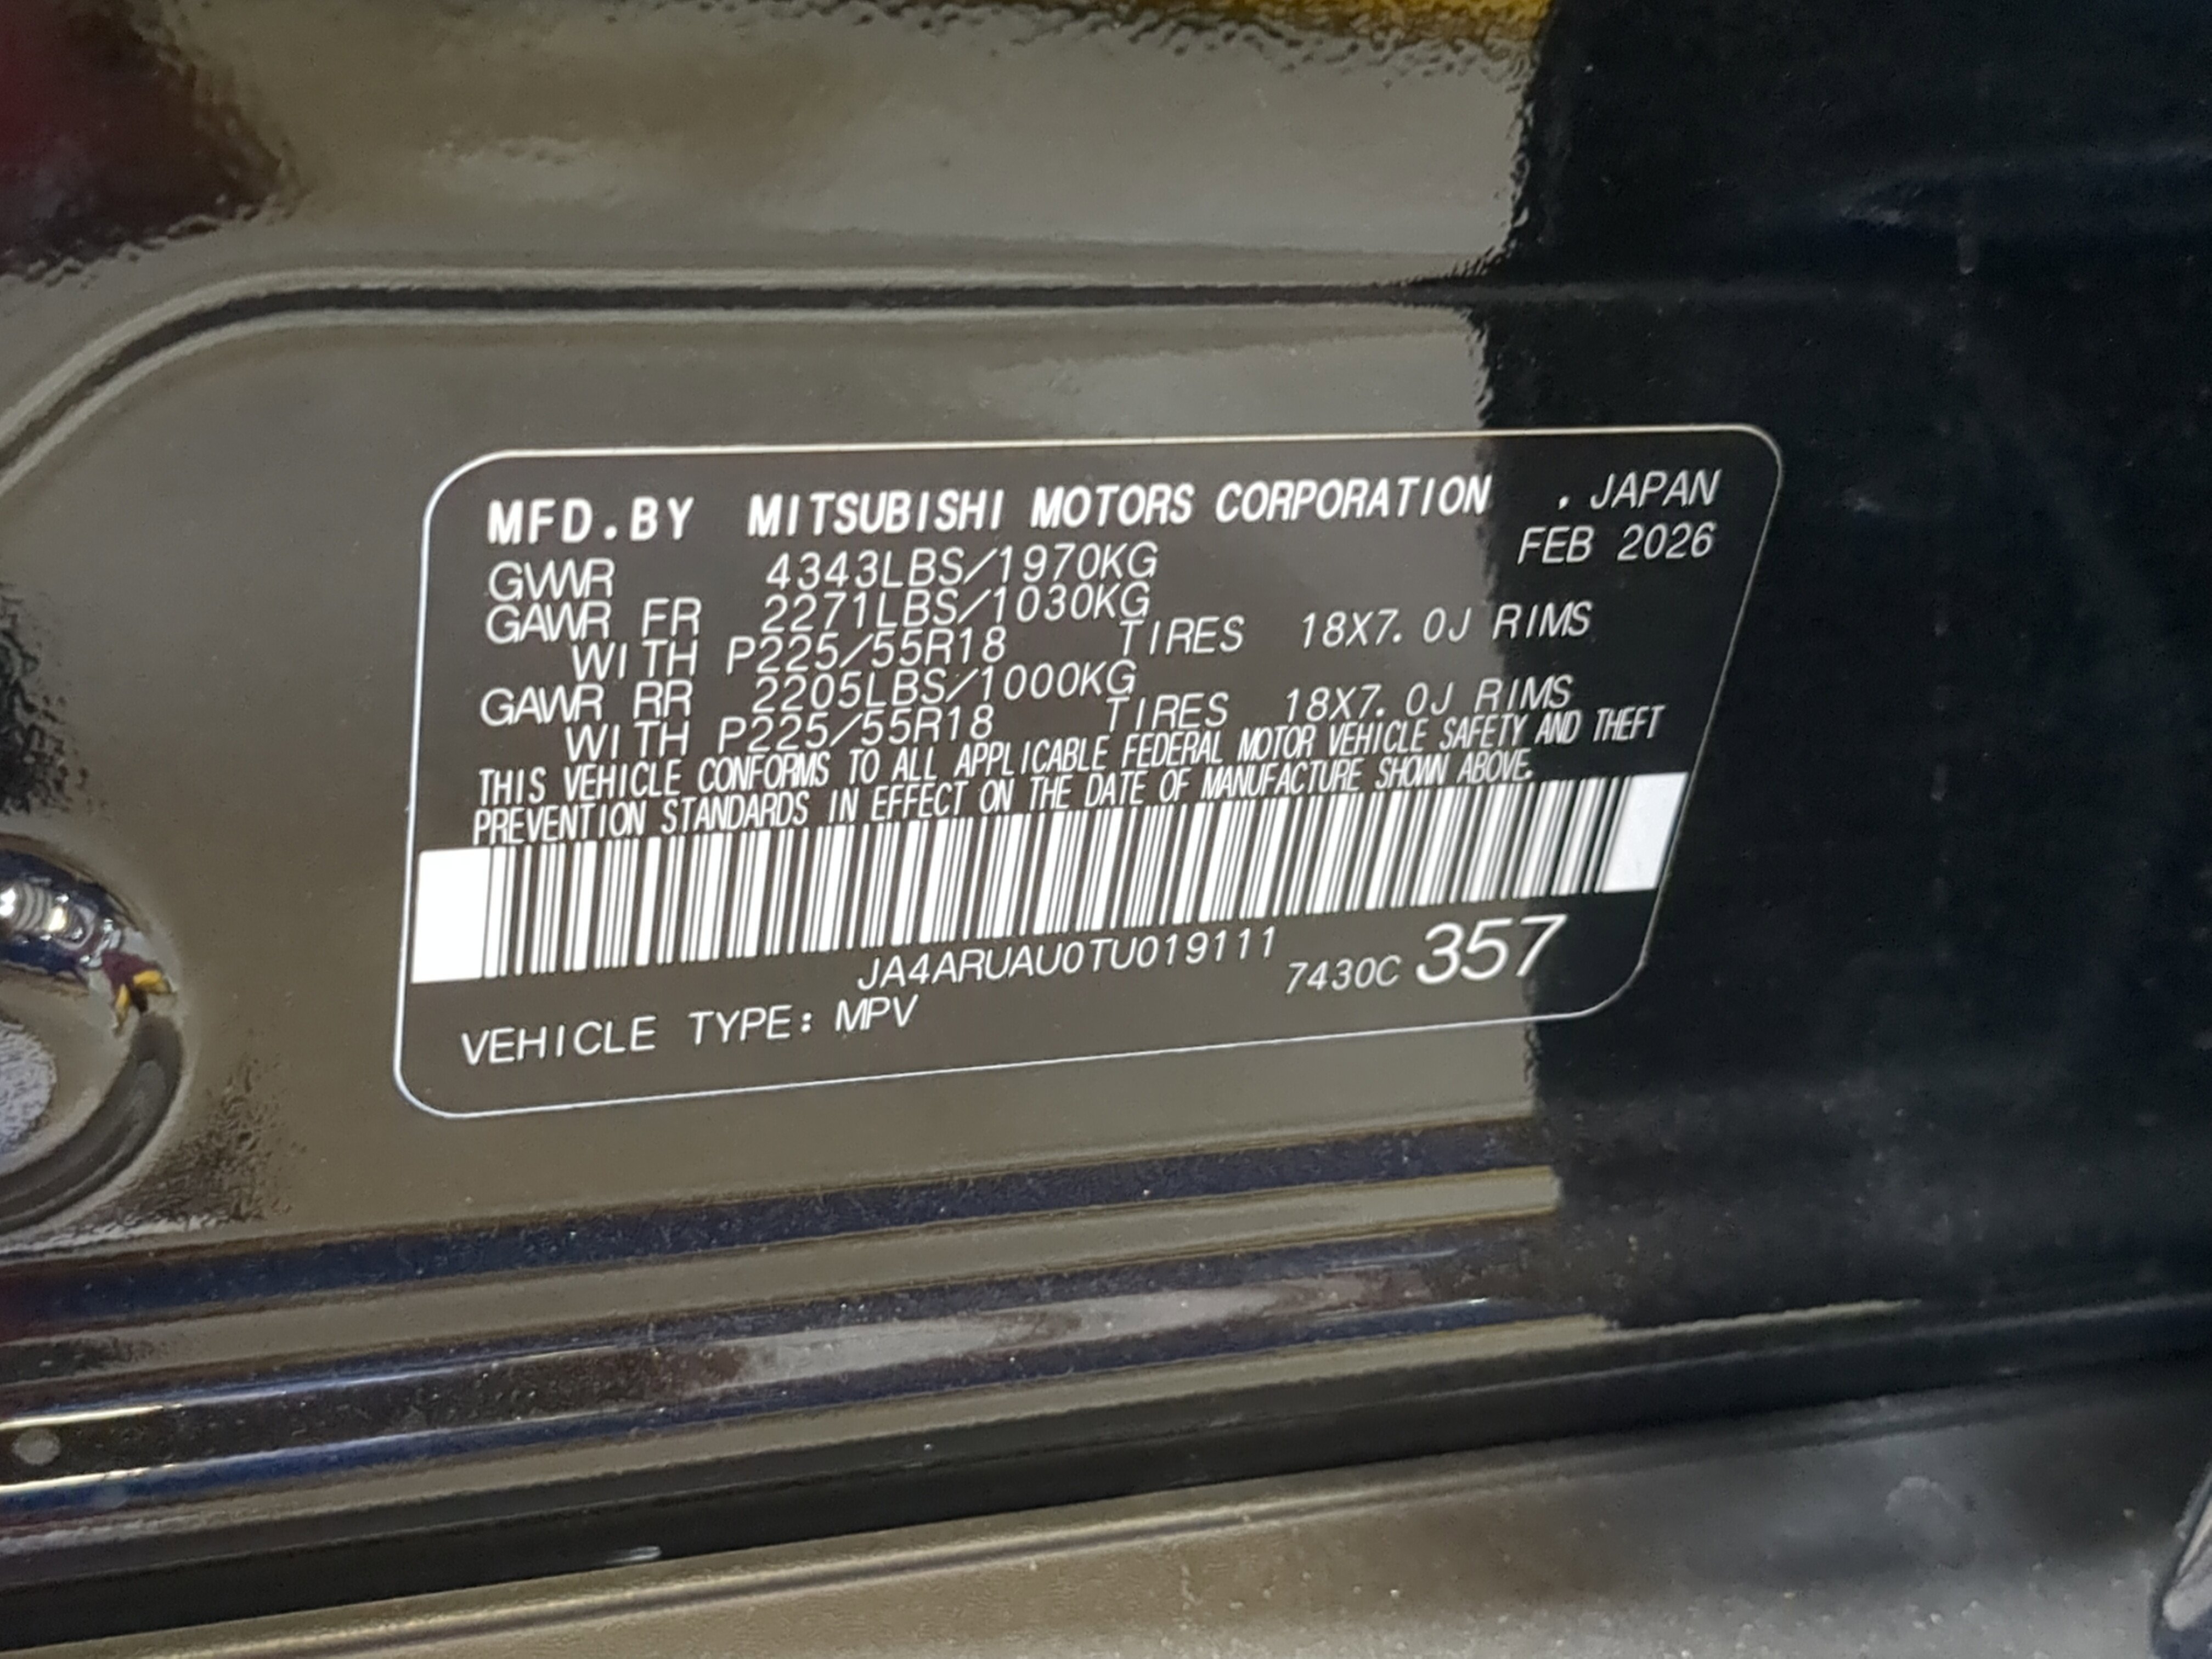 MFD.BY MITSUBISHI MOTORS CORPORATION , JAPAN
FEB 2026
GVWR 4343LBS/1970KG
GAWR FR 2271LBS/1030KG
WITH P225/55R18 TIRES 18X7.0J RIMS
GAWR RR 2205LBS/1000KG
WITH P225/55R18 TIRES 18X7.0J RIMS
THIS VEHICLE CONFORMS TO ALL APPLICABLE FEDERAL MOTOR VEHICLE SAFETY AND THEFT
PREVENTION STANDARDS IN EFFECT ON THE DATE OF MANUFACTURE SHOWN ABOVE.
JA4ARUAU0TU019111 7430C 357
VEHICLE TYPE: MPV